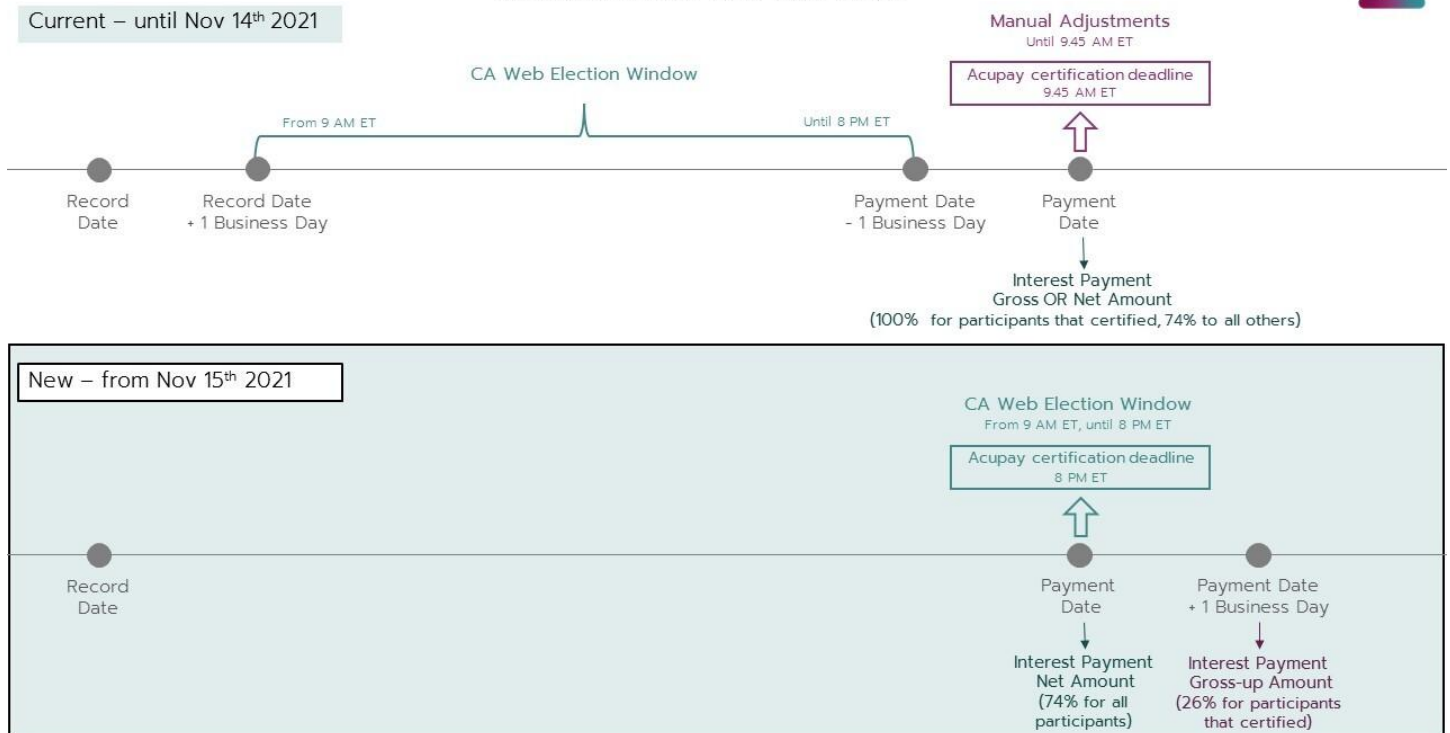 Current – until Nov 14th 2021
Manual Adjustments
Until 9.45 AM ET
CA Web Election Window
Acupay certification deadline
9.45 AM ET
From 9 AM ET
Until 8 PM ET
Record
Date
Record Date
+ 1 Business Day
Payment Date
- 1 Business Day
Payment
Date
Interest Payment
Gross OR Net Amount
(100% for participants that certified, 74% to all others)
New – from Nov 15th 2021
CA Web Election Window
From 9 AM ET, until 8 PM ET
Acupay certification deadline
8 PM ET
Record
Date
Payment
Date
Payment Date
+ 1 Business Day
Interest Payment
Net Amount
(74% for all
participants)
Interest Payment
Gross-up Amount
(26% for participants
that certified)